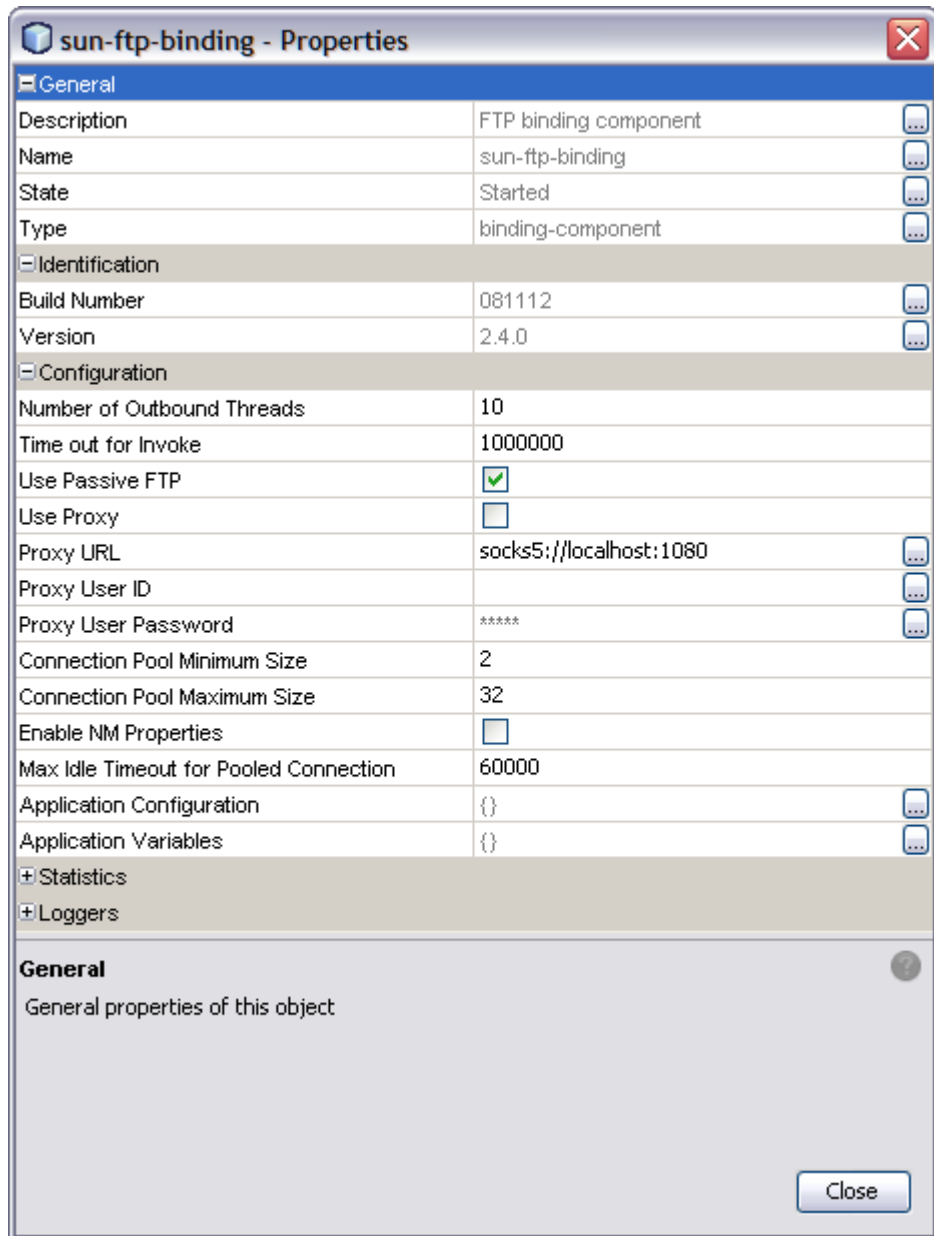 sun-ftp-binding - Properties
General
Description FTP binding component ...
Name sun-ftp-binding ...
State Started ...
Type binding-component ...
Identification
Build Number 081112 ...
Version 2.4.0 ...
Configuration
Number of Outbound Threads 10
Time out for Invoke 1000000
Use Passive FTP
Use Proxy
Proxy URL socks5://localhost:1080 ...
Proxy User ID ...
Proxy User Password ***** ...
Connection Pool Minimum Size 2
Connection Pool Maximum Size 32
Enable NM Properties
Max Idle Timeout for Pooled Connection 60000
Application Configuration {} ...
Application Variables {} ...
Statistics
Loggers
General ?
General properties of this object
Close